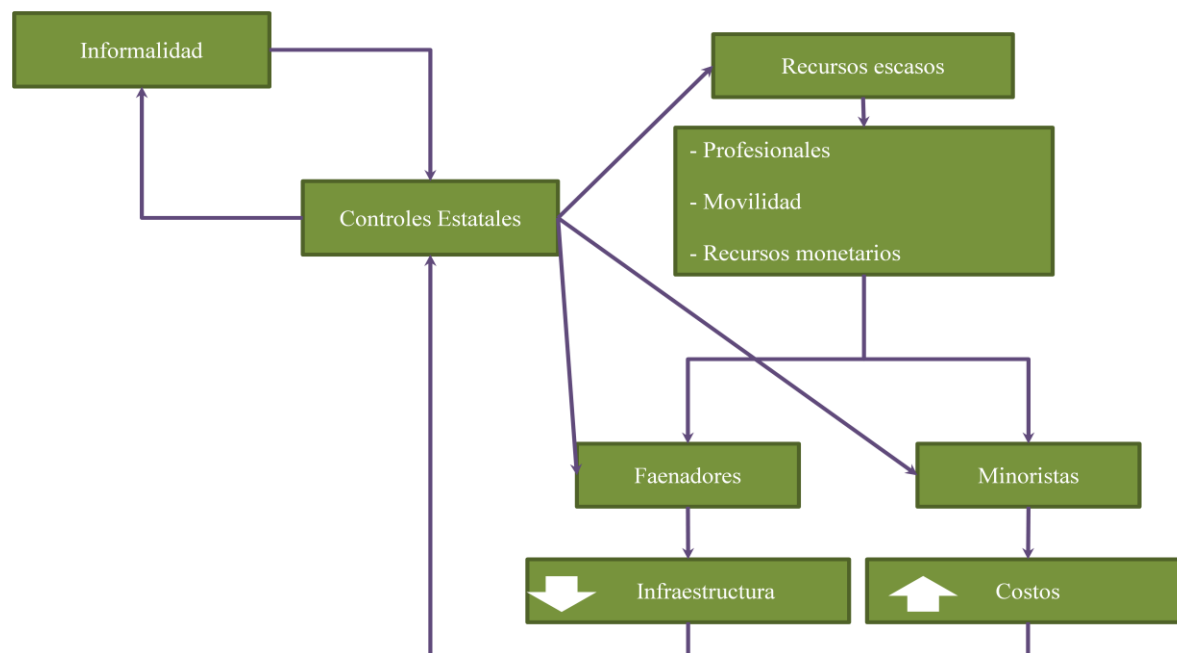 Informalidad
Recursos escasos
- Profesionales
- Movilidad
- Recursos monetarios
Controles Estatales
Faenadores
Minoristas
Infraestructura
Costos